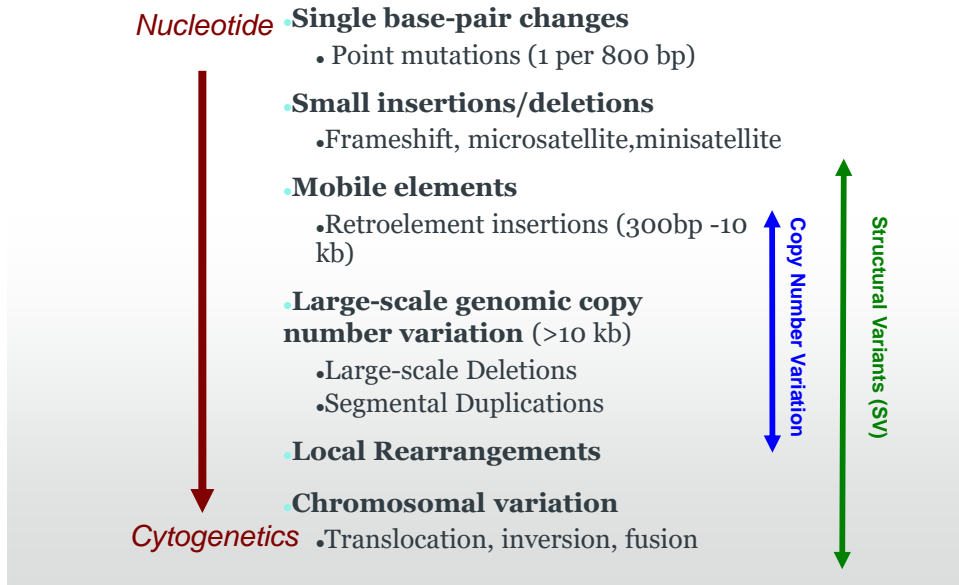 Nucleotide
•Single base-pair changes
• Point mutations (1 per 800 bp)
•Small insertions/deletions
•Frameshift, microsatellite,minisatellite
•Mobile elements
•Retroelement insertions (300bp -10
kb)
•Large-scale genomic copy
number variation (>10 kb)
•Large-scale Deletions
•Segmental Duplications
•Local Rearrangements
•Chromosomal variation
Cytogenetics
•Translocation, inversion, fusion
Copy Number Variation
Structural Variants (SV)